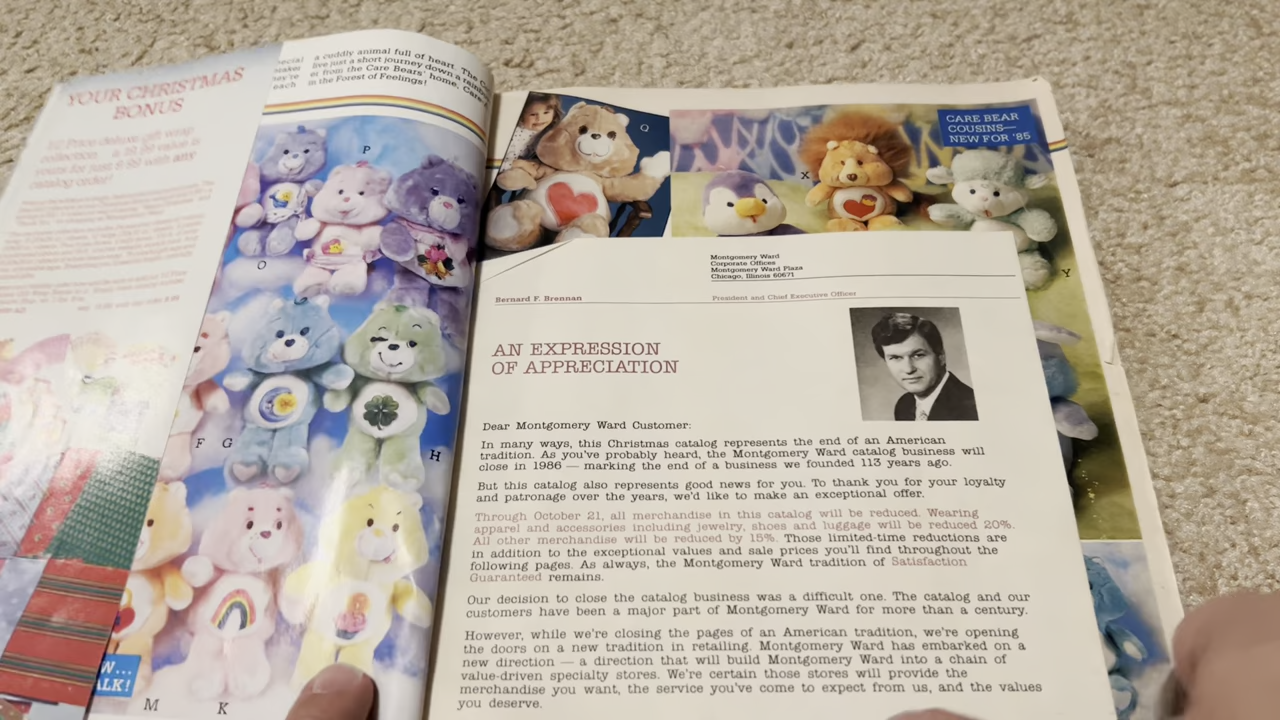 YOUR CHRISTMAS
BONUS
a cuddly animal full of heart. The
live just a short journey down a
from the Care Bears' home,
in the Forest of Feelings!
each
P
O
F G
H
M K
Q
X
CARE BEAR
COUSINS—
NEW FOR '85
Y
Montgomery Ward
Corporate Offices
Montgomery Ward Plaza
Chicago, Illinois 60671
Bernard F. Brennan
President and Chief Executive Officer
AN EXPRESSION
OF APPRECIATION
Dear Montgomery Ward Customer:
In many ways, this Christmas catalog represents the end of an American
tradition. As you've probably heard, the Montgomery Ward catalog business will
close in 1986 — marking the end of a business we founded 113 years ago.
But this catalog also represents good news for you. To thank you for your loyalty
and patronage over the years, we'd like to make an exceptional offer.
Through October 21, all merchandise in this catalog will be reduced. Wearing
apparel and accessories including jewelry, shoes and luggage will be reduced 20%.
All other merchandise will be reduced by 15%. Those limited-time reductions are
in addition to the exceptional values and sale prices you'll find throughout the
following pages. As always, the Montgomery Ward tradition of Satisfaction
Guaranteed remains.
Our decision to close the catalog business was a difficult one. The catalog and our
customers have been a major part of Montgomery Ward for more than a century.
However, while we're closing the pages of an American tradition, we're opening
the doors on a new tradition in retailing. Montgomery Ward has embarked on a
new direction — a direction that will build Montgomery Ward into a chain of
value-driven specialty stores. We're certain those stores will provide the
merchandise you want, the service you've come to expect from us, and the values
you deserve.